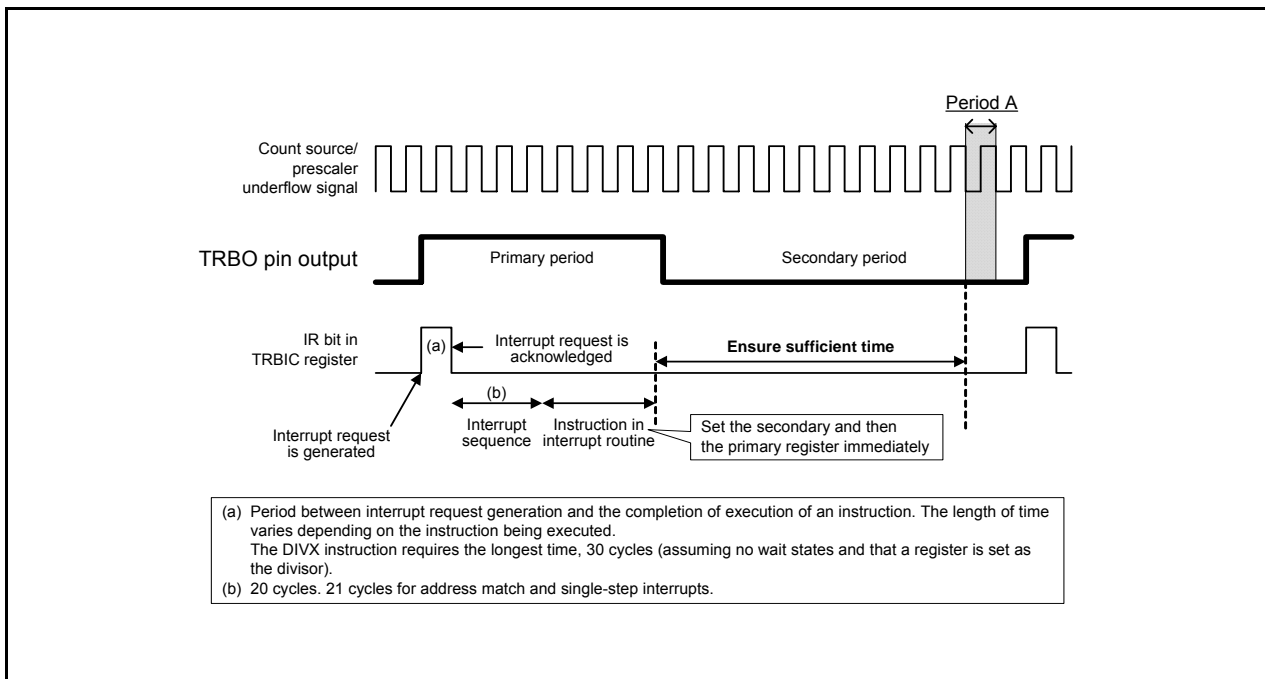 Period A
Count source/
prescaler
underflow signal
TRBO pin output
Primary period
Secondary period
IR bit in
TRBIC register
(a)
Interrupt request is
acknowledged
Ensure sufficient time
(b)
Interrupt request
is generated
Interrupt
sequence
Instruction in
interrupt routine
Set the secondary and then
the primary register immediately
(a) Period between interrupt request generation and the completion of execution of an instruction. The length of time
varies depending on the instruction being executed.
The DIVX instruction requires the longest time, 30 cycles (assuming no wait states and that a register is set as
the divisor).
(b) 20 cycles. 21 cycles for address match and single-step interrupts.